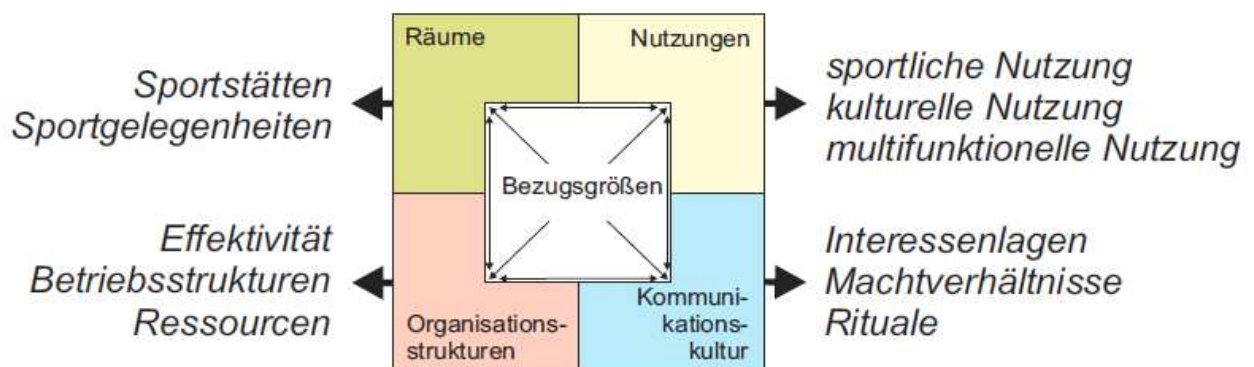 Räume
Nutzungen
Sportstätten
Sportgelegenheiten
sportliche Nutzung
kulturelle Nutzung
multifunktionelle Nutzung
Bezugsgrößen
Effektivität
Betriebsstrukturen
Ressourcen
Organisations-
strukturen
Kommuni-
kations-
kultur
Interessenlagen
Machtverhältnisse
Rituale